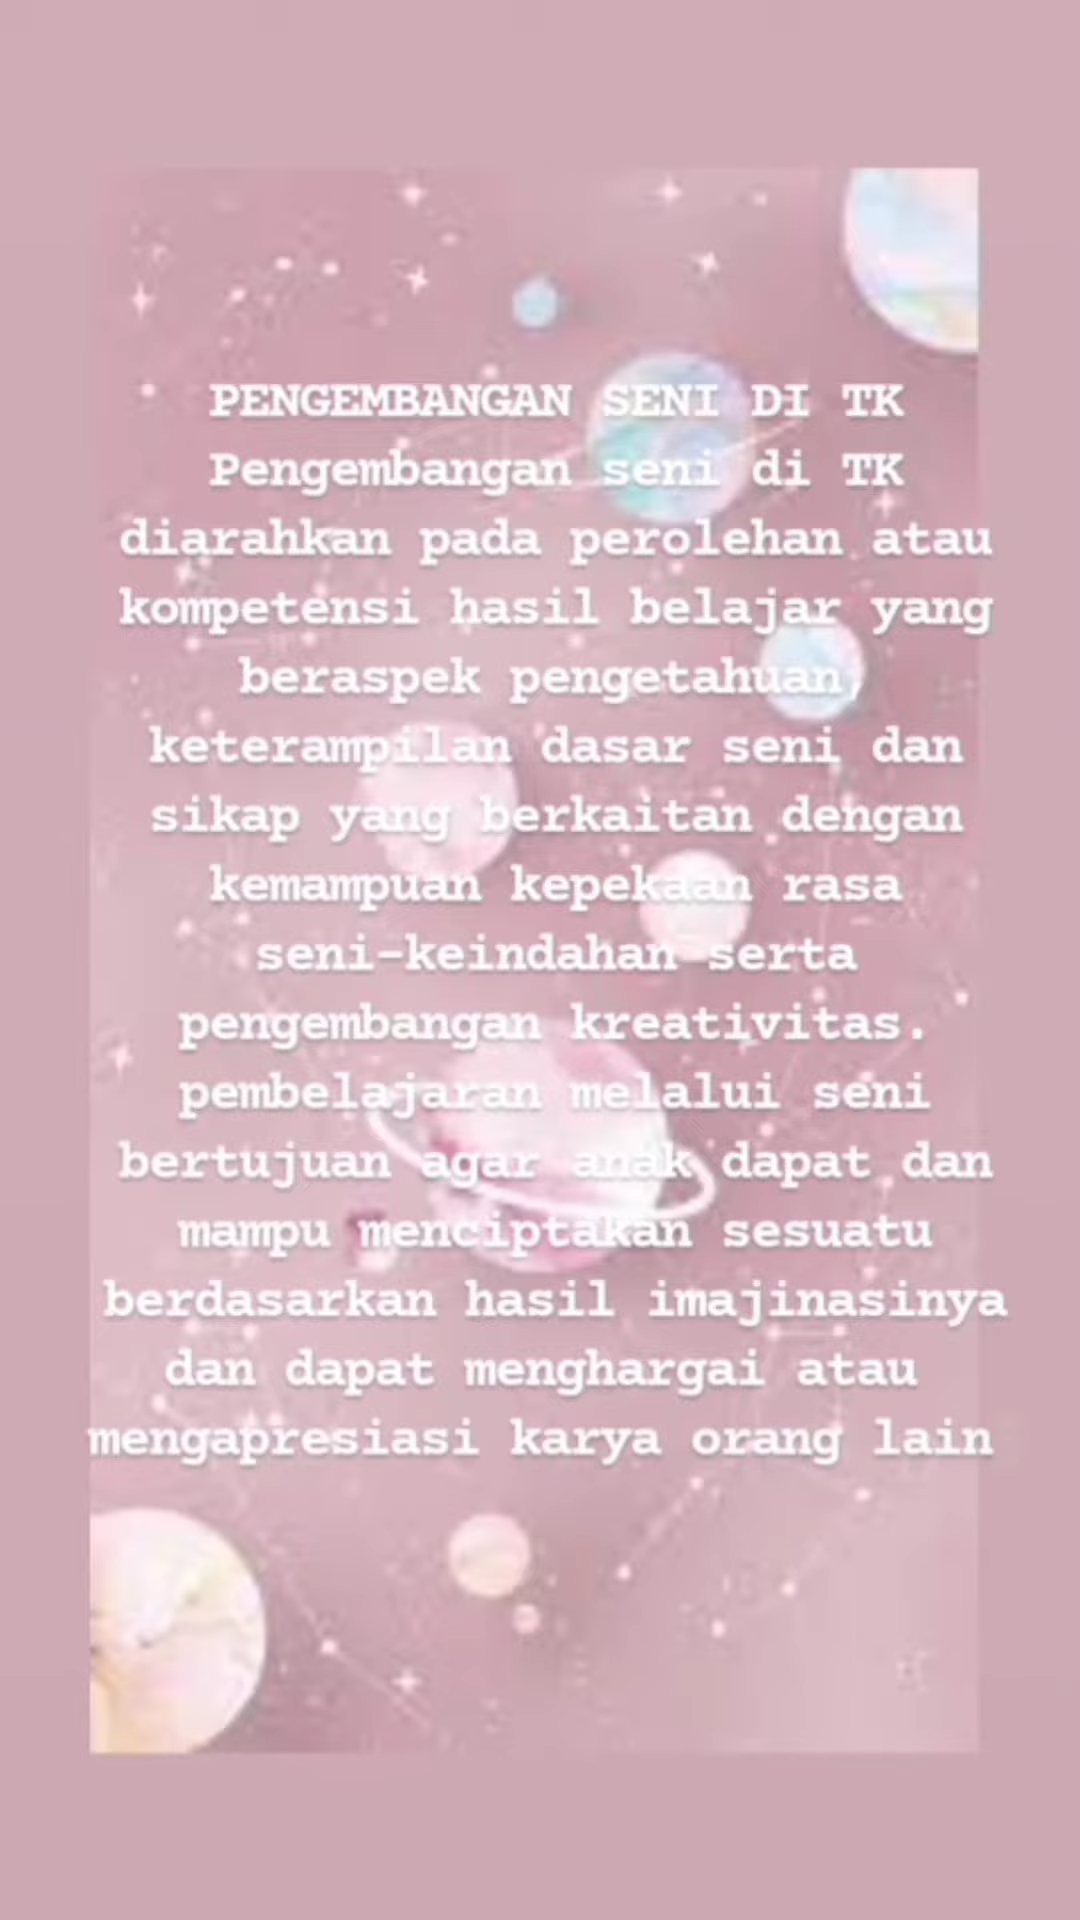 PENGEMBANGAN SENI DI TK
Pengembangan seni di TK
diarahkan pada perolehan atau
kompetensi hasil belajar yang
beraspek pengetahuan,
keterampilan dasar seni dan
sikap yang berkaitan dengan
kemampuan kepekaan rasa
seni-keindahan serta
pengembangan kreativitas.
pembelajaran melalui seni
bertujuan agar anak dapat dan
mampu menciptakan sesuatu
berdasarkan hasil imajinasinya
dan dapat menghargai atau
mengapresiasi karya orang lain